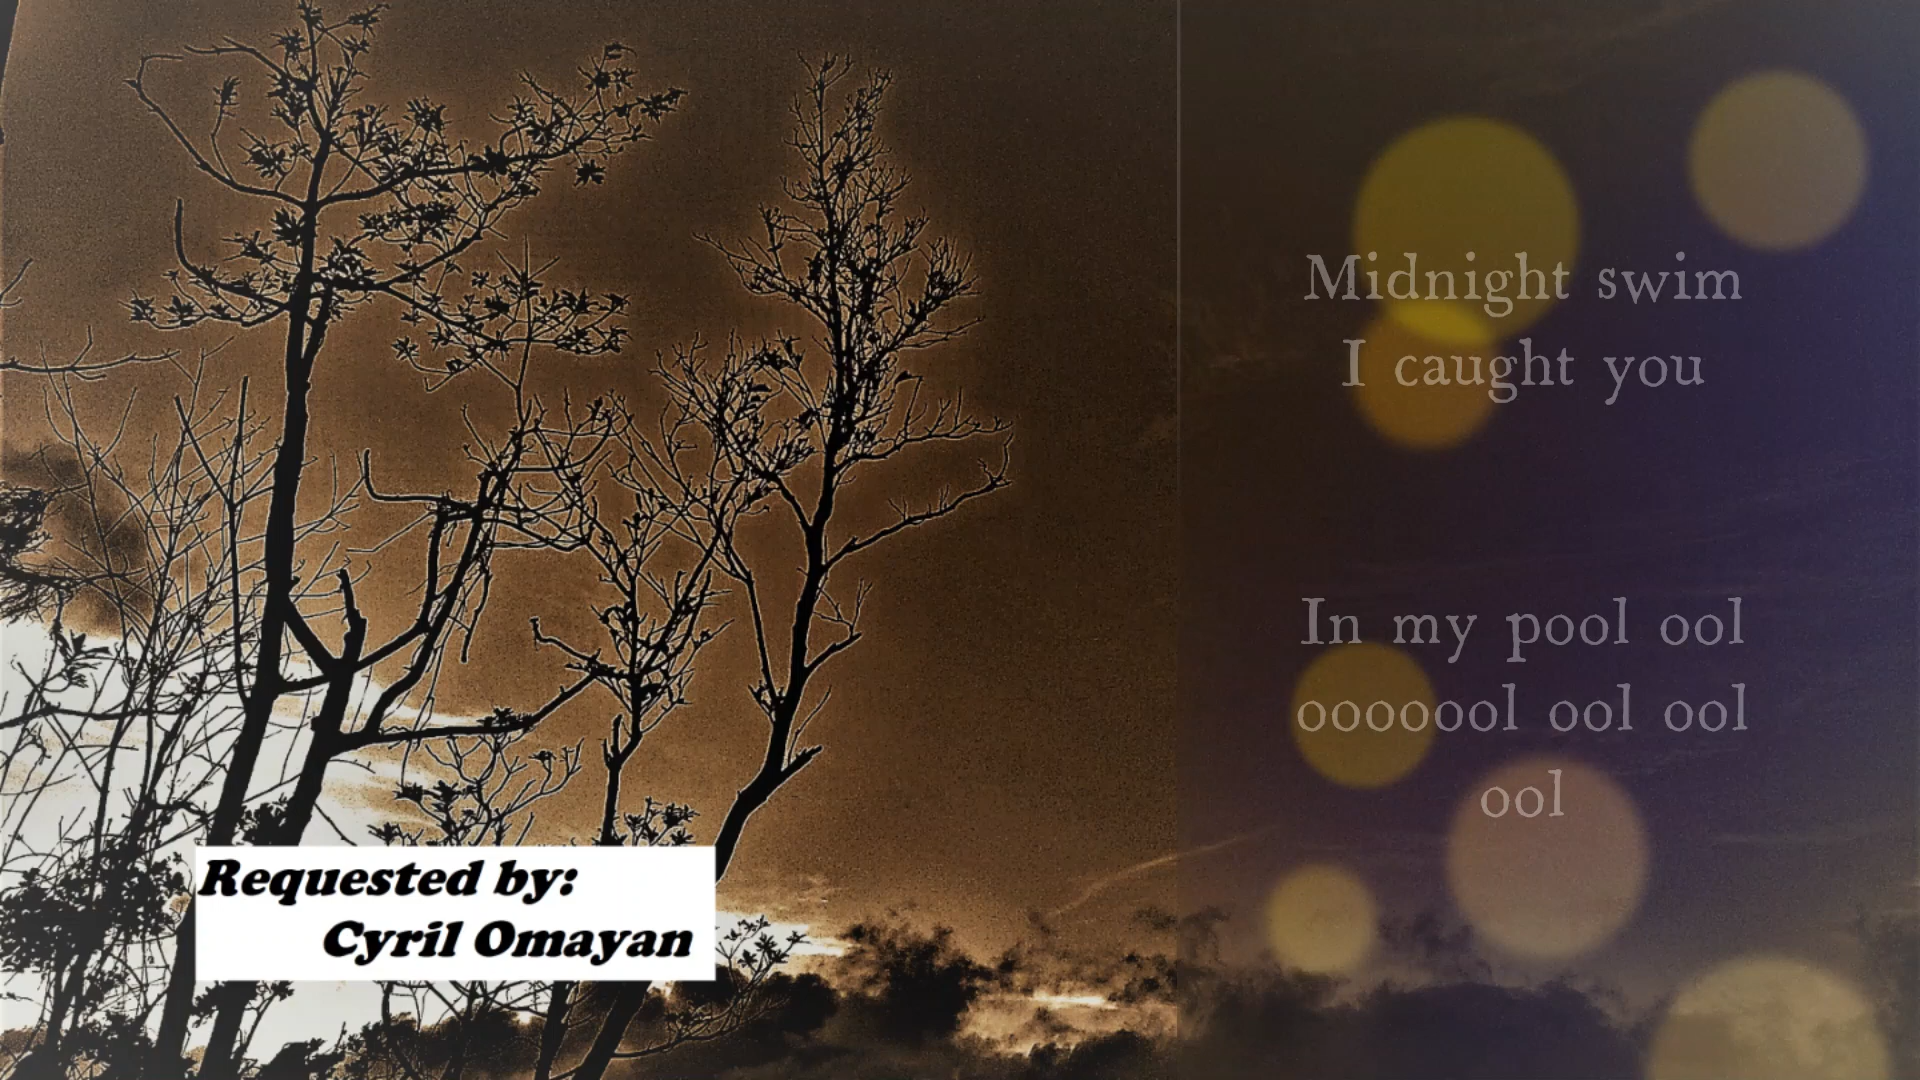 Midnight swim
I caught you
In my pool ool
ooooool ool ool
ool
Requested by:
Cyril Omayan